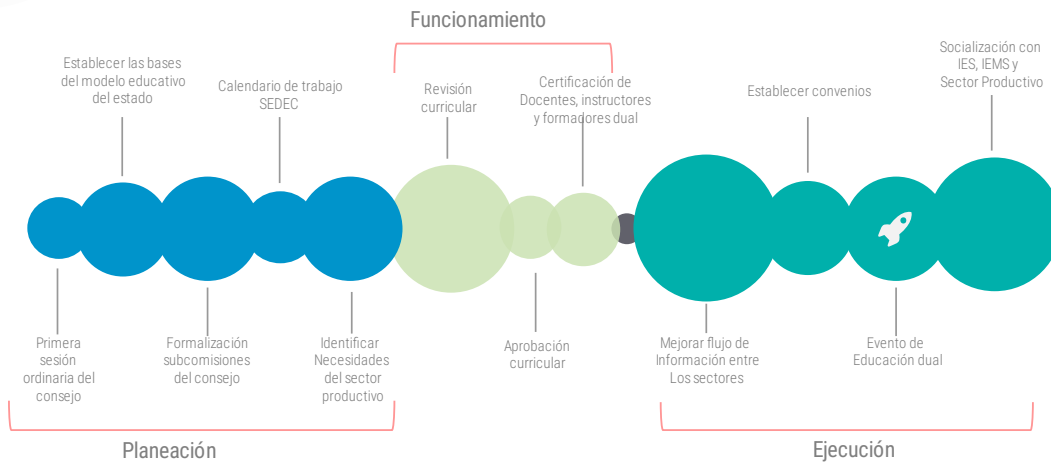 Funcionamiento
Establecer las bases
del modelo educativo
del estado
Calendario de trabajo
SEDEC
Revisión
curricular
Certificación de
Docentes, instructores
y formadores dual
Establecer convenios
Socialización con
IES, IEMS y
Sector Productivo
Primera
sesión
ordinaria del
consejo
Formalización
subcomisiones
del consejo
Identificar
Necesidades
del sector
productivo
Aprobación
curricular
Mejorar flujo de
Información entre
Los sectores
Evento de
Educación dual
Planeación
Ejecución